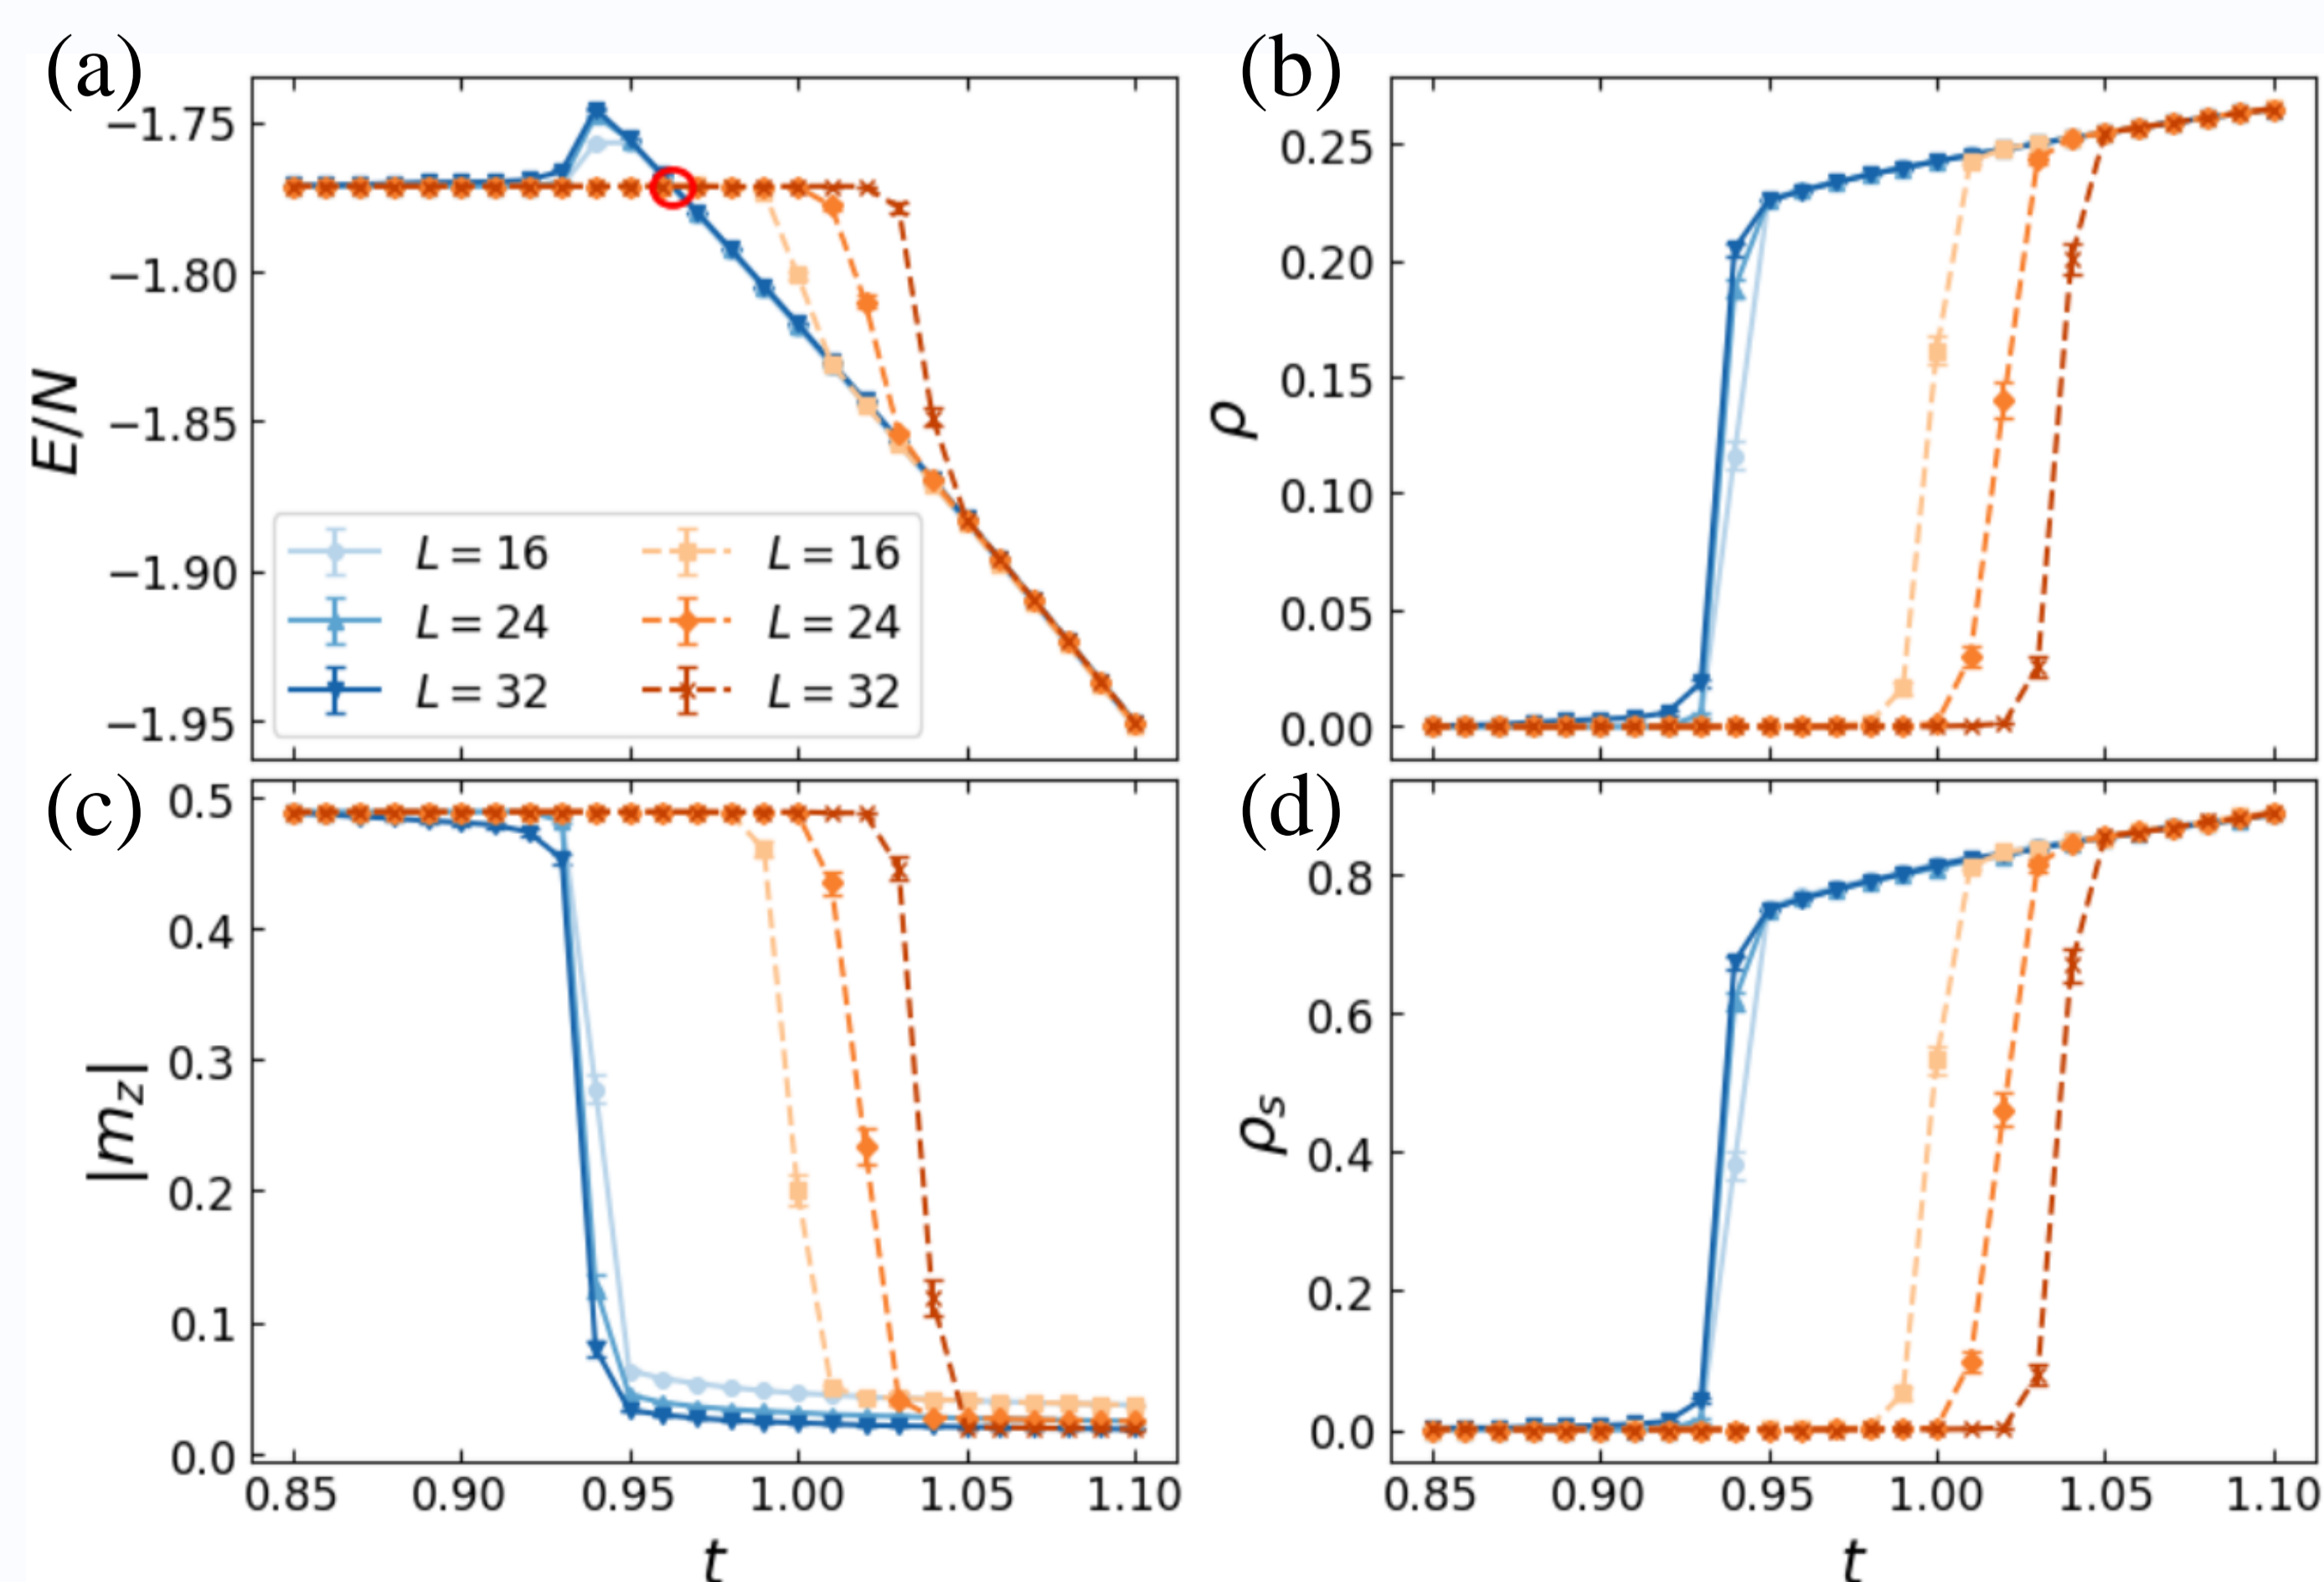 (a)
−1.75
−1.80
−1.85
−1.90
−1.95
E/N
L = 16
L = 24
L = 32
L = 16
L = 24
L = 32
(b)
0.25
0.20
0.15
0.10
0.05
0.00
ρ
(c)
0.5
0.4
0.3
0.2
0.1
0.0
|m_z|
0.85 0.90 0.95 1.00 1.05 1.10
t
(d)
0.8
0.6
0.4
0.2
0.0
ρ_s
0.85 0.90 0.95 1.00 1.05 1.10
t